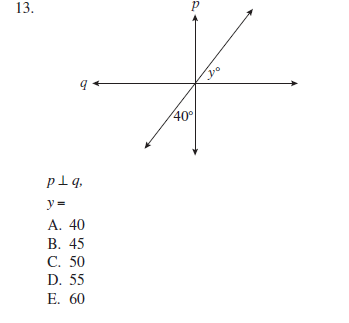 13.
p
q
y°
40°
p ⊥ q,
y =
A. 40
B. 45
C. 50
D. 55
E. 60